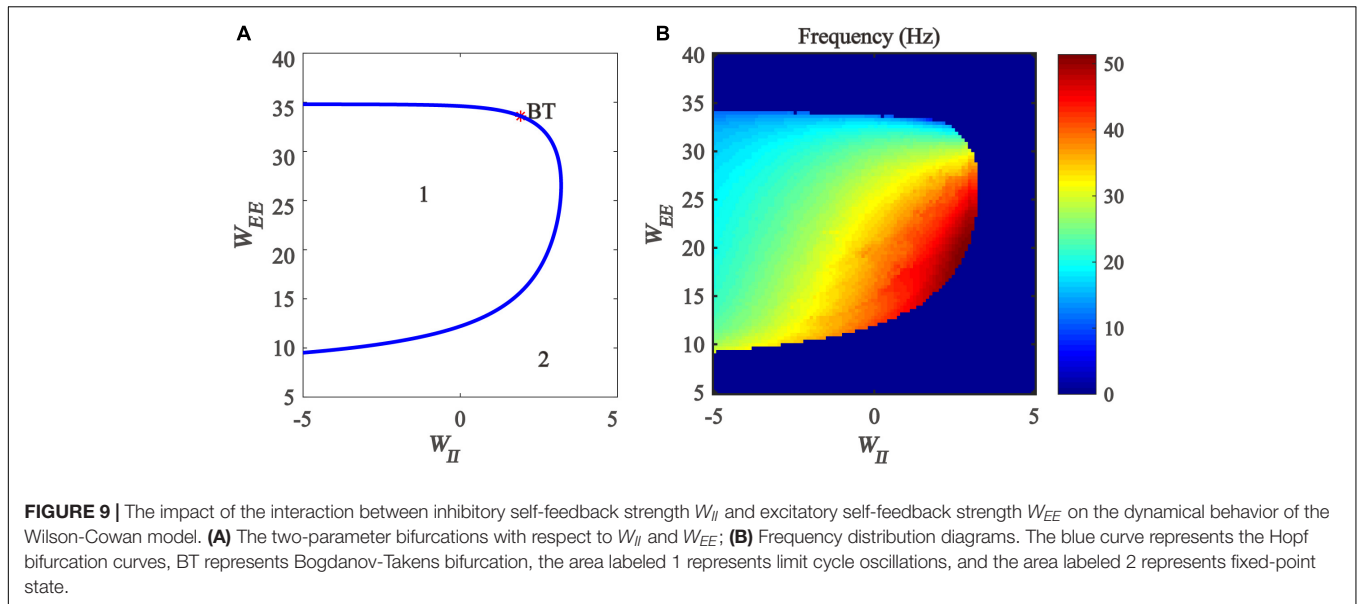 A
40
35
30
25
20
15
10
5
-5
0
5
W_EE
W_II
BT
1
2
B
Frequency (Hz)
40
35
30
25
20
15
10
5
-5
0
5
W_EE
W_II
50
40
30
20
10
0
FIGURE 9 | The impact of the interaction between inhibitory self-feedback strength W_II and excitatory self-feedback strength W_EE on the dynamical behavior of the
Wilson-Cowan model. (A) The two-parameter bifurcations with respect to W_II and W_EE; (B) Frequency distribution diagrams. The blue curve represents the Hopf
bifurcation curves, BT represents Bogdanov-Takens bifurcation, the area labeled 1 represents limit cycle oscillations, and the area labeled 2 represents fixed-point
state.